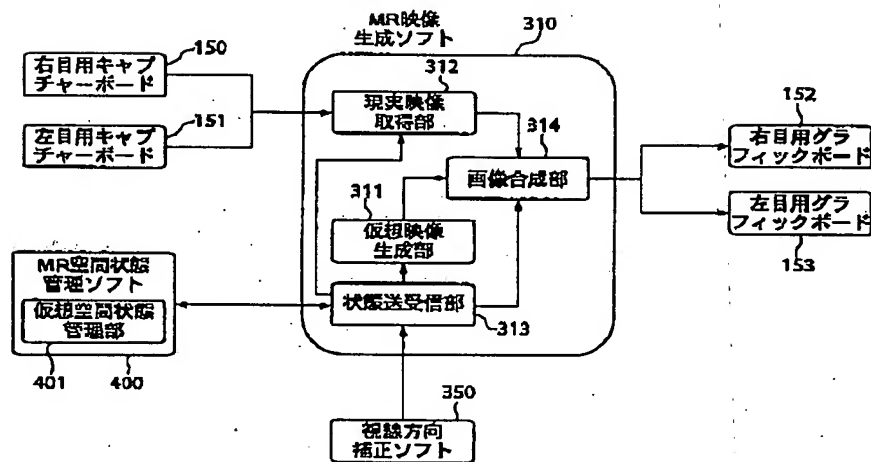 MR映像
生成ソフト
310
150
右目用キャプ
チャーボード
151
左目用キャプ
チャーボード
312
現実映像
取得部
314
画像合成部
311
仮想映像
生成部
状態送受信部
313
152
右目用グラ
フィックボード
左目用グラ
フィックボード
153
MR空間状態
管理ソフト
仮想空間状態
管理部
401
400
350
視線方向
補正ソフト